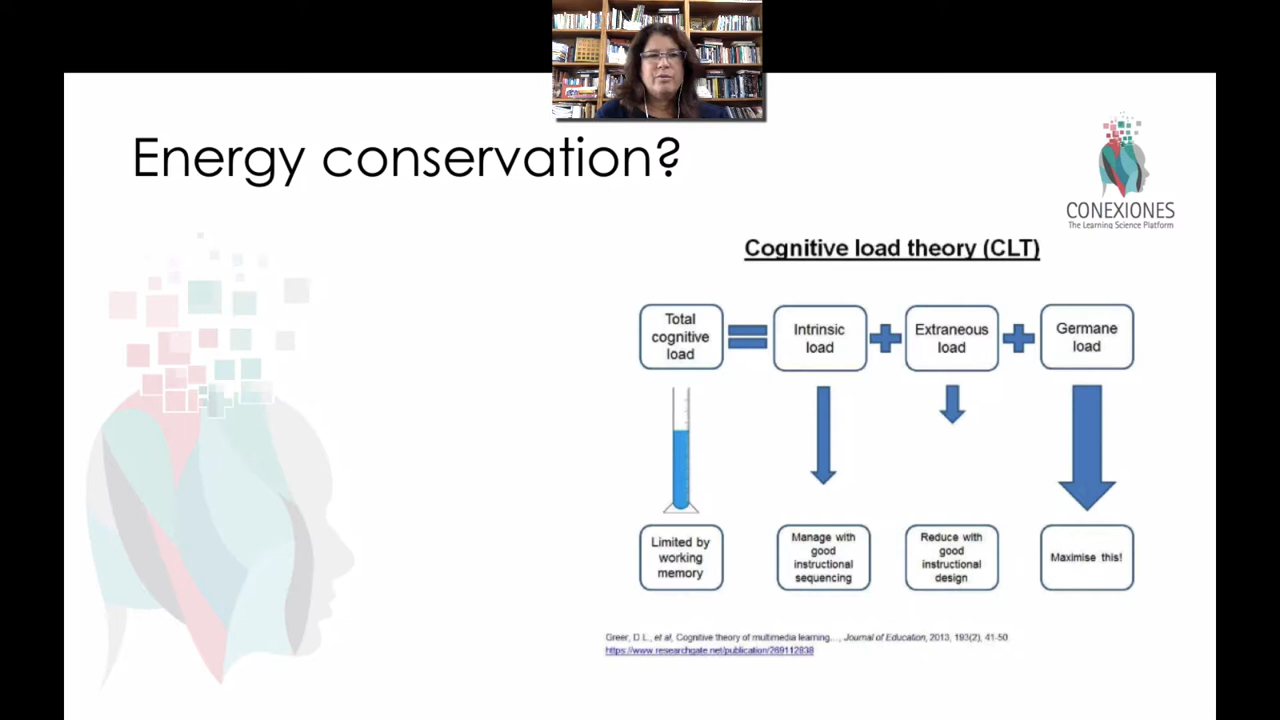 Energy conservation?
CONEXIONES
The Learning Science Platform
Cognitive load theory (CLT)
Total
cognitive
load
Intrinsic
load
Extraneous
load
Germane
load
Limited by
working
memory
Manage with
good
instructional
sequencing
Reduce with
good
instructional
design
Maximise this!
Greer, D.L., et al, Cognitive theory of multimedia learning..., Journal of Education, 2013, 193(2), 41-50
https://www.researchgate.net/publication/269112838